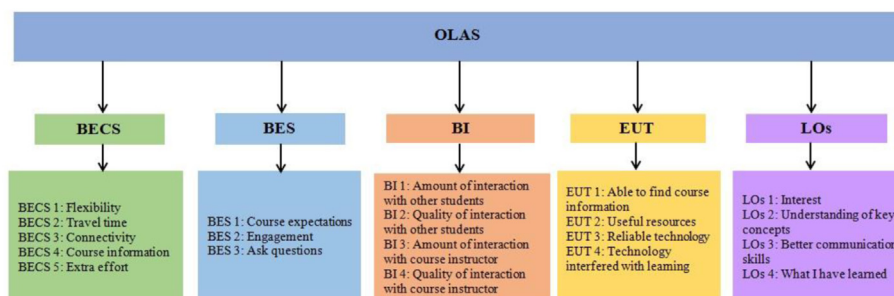 OLAS
BECS
BES
BI
EUT
LOs
BECS 1: Flexibility
BECS 2: Travel time
BECS 3: Connectivity
BECS 4: Course information
BECS 5: Extra effort
BES 1: Course expectations
BES 2: Engagement
BES 3: Ask questions
BI 1: Amount of interaction
with other students
BI 2: Quality of interaction
with other students
BI 3: Amount of interaction
with course instructor
BI 4: Quality of interaction
with course instructor
EUT 1: Able to find course
information
EUT 2: Useful resources
EUT 3: Reliable technology
EUT 4: Technology
interfered with learning
LOs 1: Interest
LOs 2: Understanding of key
concepts
LOs 3: Better communication
skills
LOs 4: What I have learned